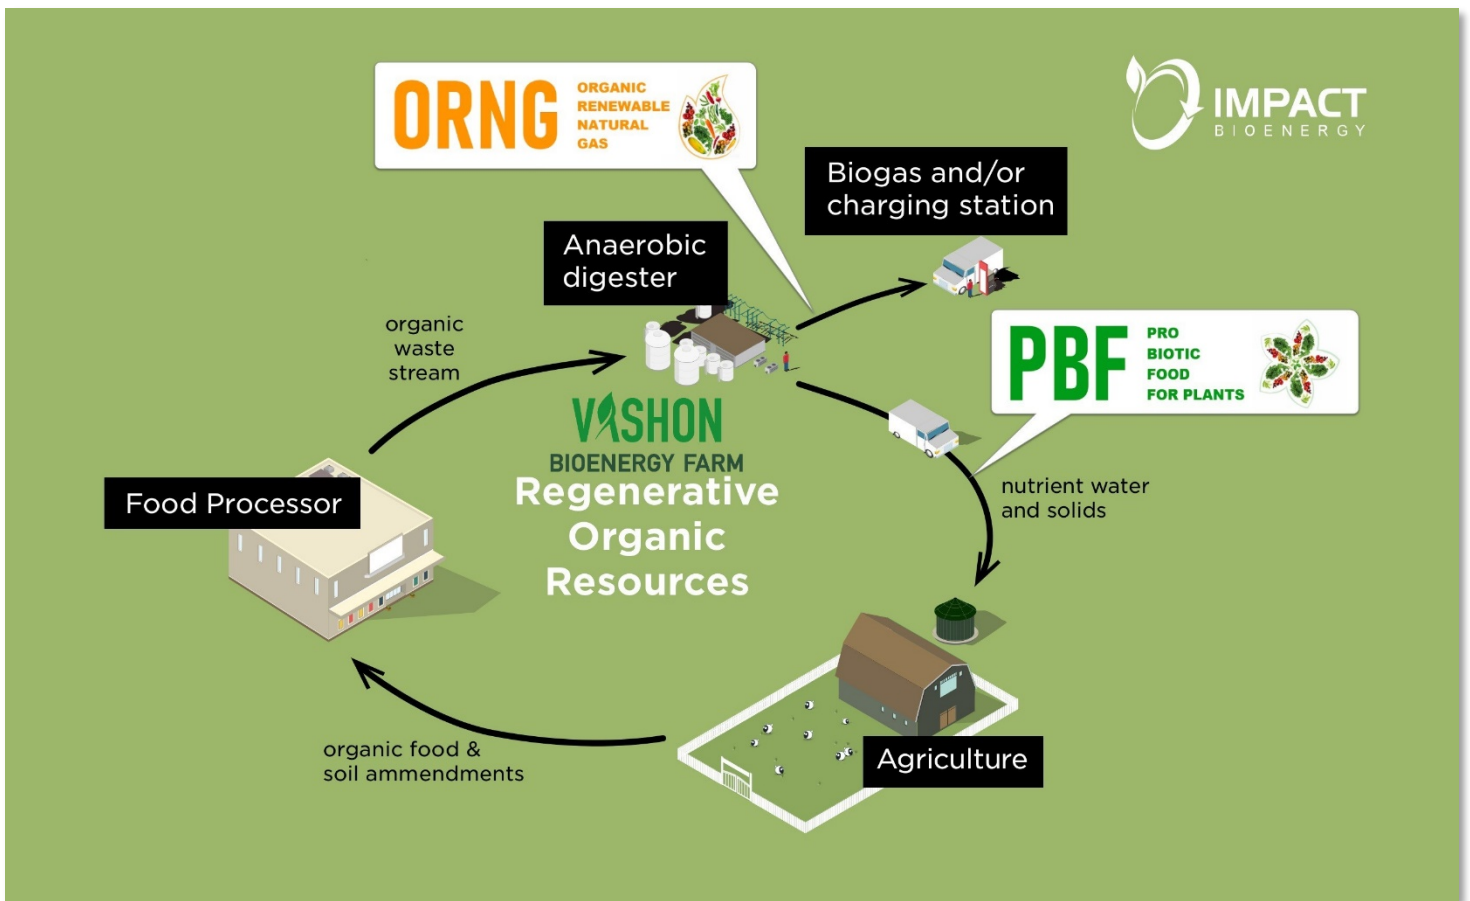 ORNG
ORGANIC
RENEWABLE
NATURAL
GAS
IMPACT
BIOENERGY
Biogas and/or
charging station
Anaerobic
digester
organic
waste
stream
PBF
PRO
BIOTIC
FOOD
FOR PLANTS
VASHON
BIOENERGY FARM
Regenerative
Organic
Resources
Food Processor
nutrient water
and solids
organic food &
soil ammendments
Agriculture